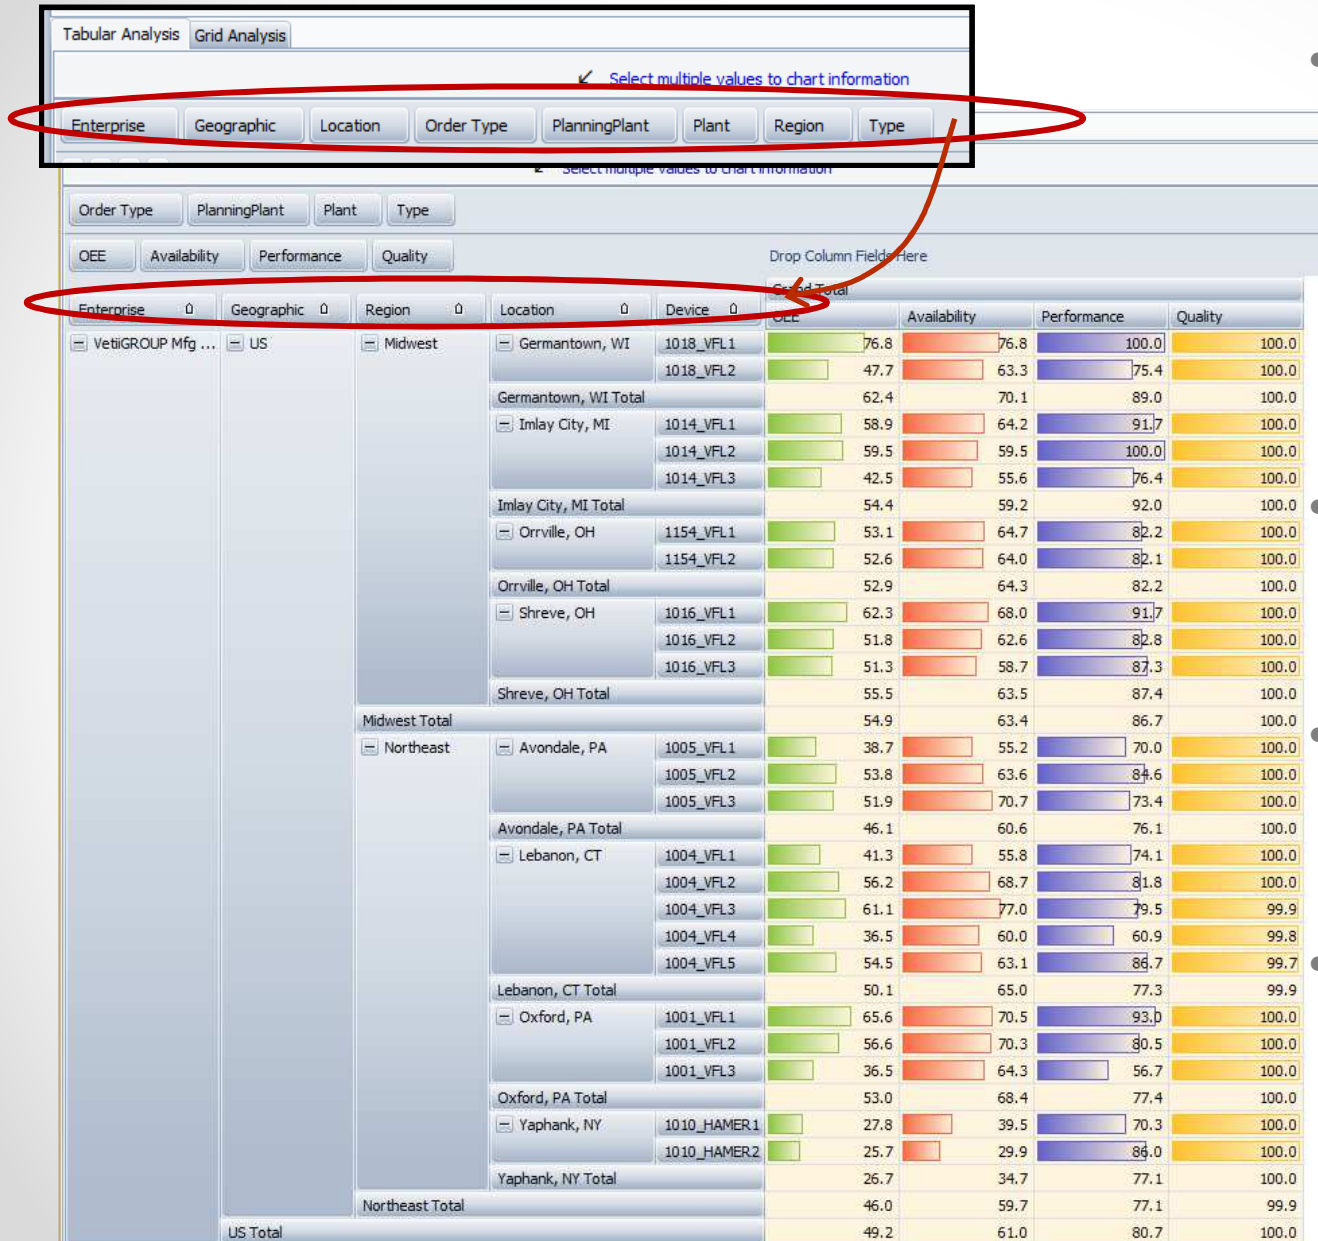 Tabular Analysis Grid Analysis
Select multiple values to chart information
Enterprise Geographic Location Order Type PlanningPlant Plant Region Type
Select multiple values to chart information
Order Type PlanningPlant Plant Type
OEE Availability Performance Quality Drop Column Fields Here
Grand Total
Enterprise Geographic Region Location Device OEE Availability Performance Quality
VetiiGROUP Mfg ... US Midwest Germantown, WI 1018_VFL1 76.8 76.8 100.0 100.0
1018_VFL2 47.7 63.3 75.4 100.0
Germantown, WI Total 62.4 70.1 89.0 100.0
Imlay City, MI 1014_VFL1 58.9 64.2 91.7 100.0
1014_VFL2 59.5 59.5 100.0 100.0
1014_VFL3 42.5 55.6 76.4 100.0
Imlay City, MI Total 54.4 59.2 92.0 100.0
Orrville, OH 1154_VFL1 53.1 64.7 82.2 100.0
1154_VFL2 52.6 64.0 82.1 100.0
Orrville, OH Total 52.9 64.3 82.2 100.0
Shreve, OH 1016_VFL1 62.3 68.0 91.7 100.0
1016_VFL2 51.8 62.6 82.8 100.0
1016_VFL3 51.3 58.7 87.3 100.0
Shreve, OH Total 55.5 63.5 87.4 100.0
Midwest Total 54.9 63.4 86.7 100.0
Northeast Avondale, PA 1005_VFL1 38.7 55.2 70.0 100.0
1005_VFL2 53.8 63.6 84.6 100.0
1005_VFL3 51.9 70.7 73.4 100.0
Avondale, PA Total 46.1 60.6 76.1 100.0
Lebanon, CT 1004_VFL1 41.3 55.8 74.1 100.0
1004_VFL2 56.2 68.7 81.8 100.0
1004_VFL3 61.1 77.0 79.5 99.9
1004_VFL4 36.5 60.0 60.9 99.8
1004_VFL5 54.5 63.1 86.7 99.7
Lebanon, CT Total 50.1 65.0 77.3 99.9
Oxford, PA 1001_VFL1 65.6 70.5 93.0 100.0
1001_VFL2 56.6 70.3 80.5 100.0
1001_VFL3 36.5 64.3 56.7 100.0
Oxford, PA Total 53.0 68.4 77.4 100.0
Yaphank, NY 1010_HAMER1 27.8 39.5 70.3 100.0
1010_HAMER2 25.7 29.9 86.0 100.0
Yaphank, NY Total 26.7 34.7 77.1 100.0
Northeast Total 46.0 59.7 77.1 99.9
US Total 49.2 61.0 80.7 100.0